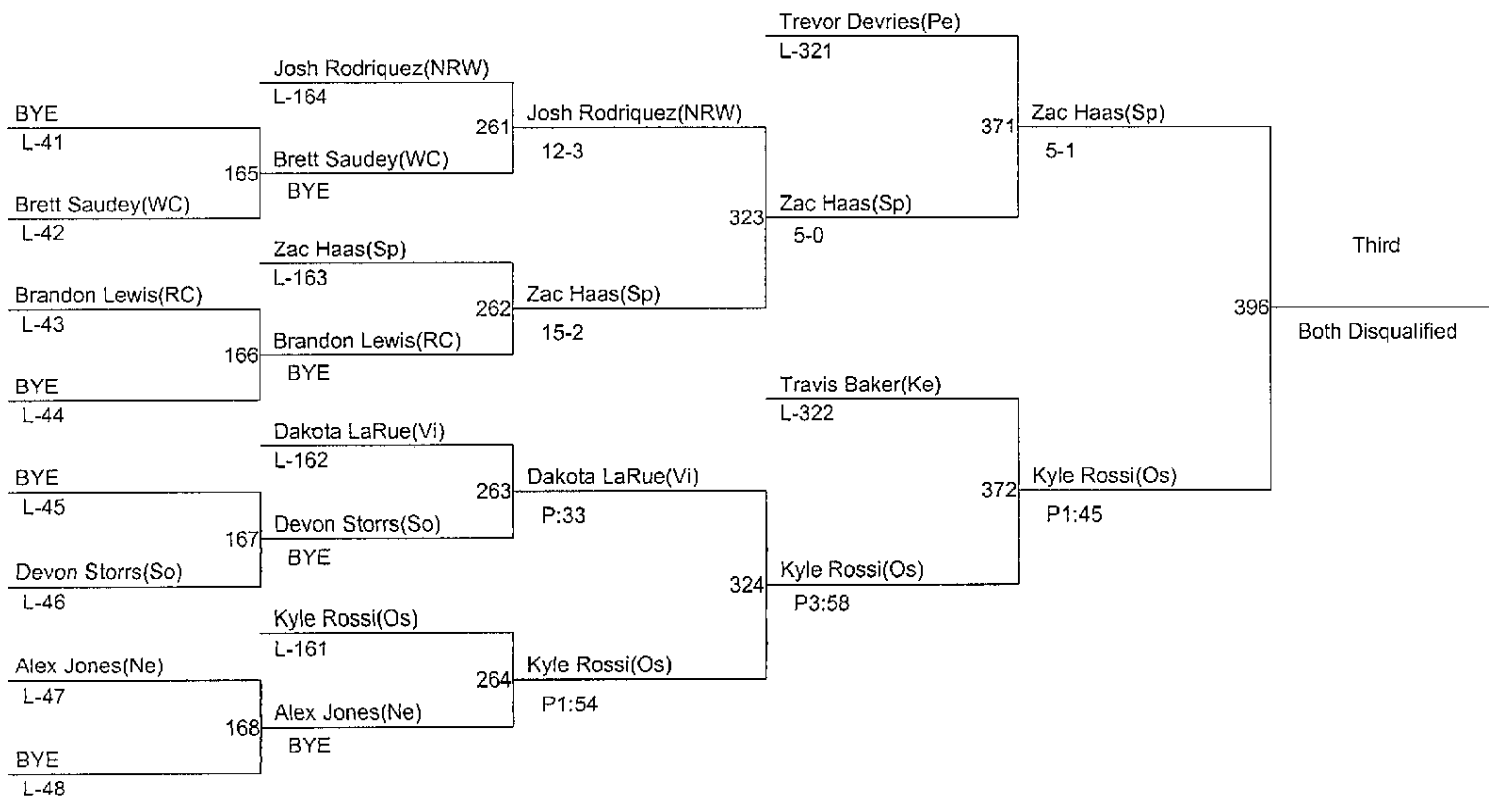 Trevor Devries(Pe)
L-321
Josh Rodriquez(NRW)
L-164
BYE
L-41
261
Josh Rodriquez(NRW)
12-3
371
Zac Haas(Sp)
5-1
165
Brett Saudey(WC)
BYE
Brett Saudey(WC)
L-42
323
Zac Haas(Sp)
5-0
Zac Haas(Sp)
L-163
Third
Brandon Lewis(RC)
L-43
262
Zac Haas(Sp)
15-2
396
Both Disqualified
166
Brandon Lewis(RC)
BYE
BYE
L-44
Travis Baker(Ke)
L-322
Dakota LaRue(Vi)
L-162
BYE
L-45
263
Dakota LaRue(Vi)
P:33
372
Kyle Rossi(Os)
P1:45
167
Devon Storrs(So)
BYE
Devon Storrs(So)
L-46
324
Kyle Rossi(Os)
P3:58
Kyle Rossi(Os)
L-161
Alex Jones(Ne)
L-47
264
Kyle Rossi(Os)
P1:54
168
Alex Jones(Ne)
BYE
BYE
L-48